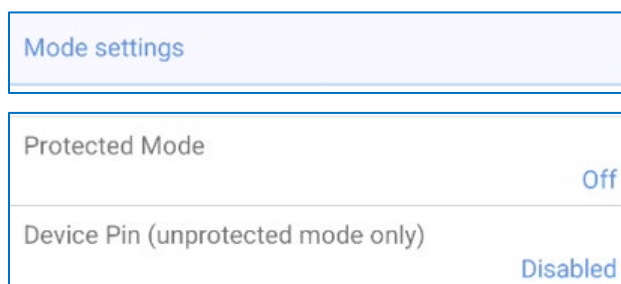 Mode settings
Protected Mode
Off
Device Pin (unprotected mode only)
Disabled